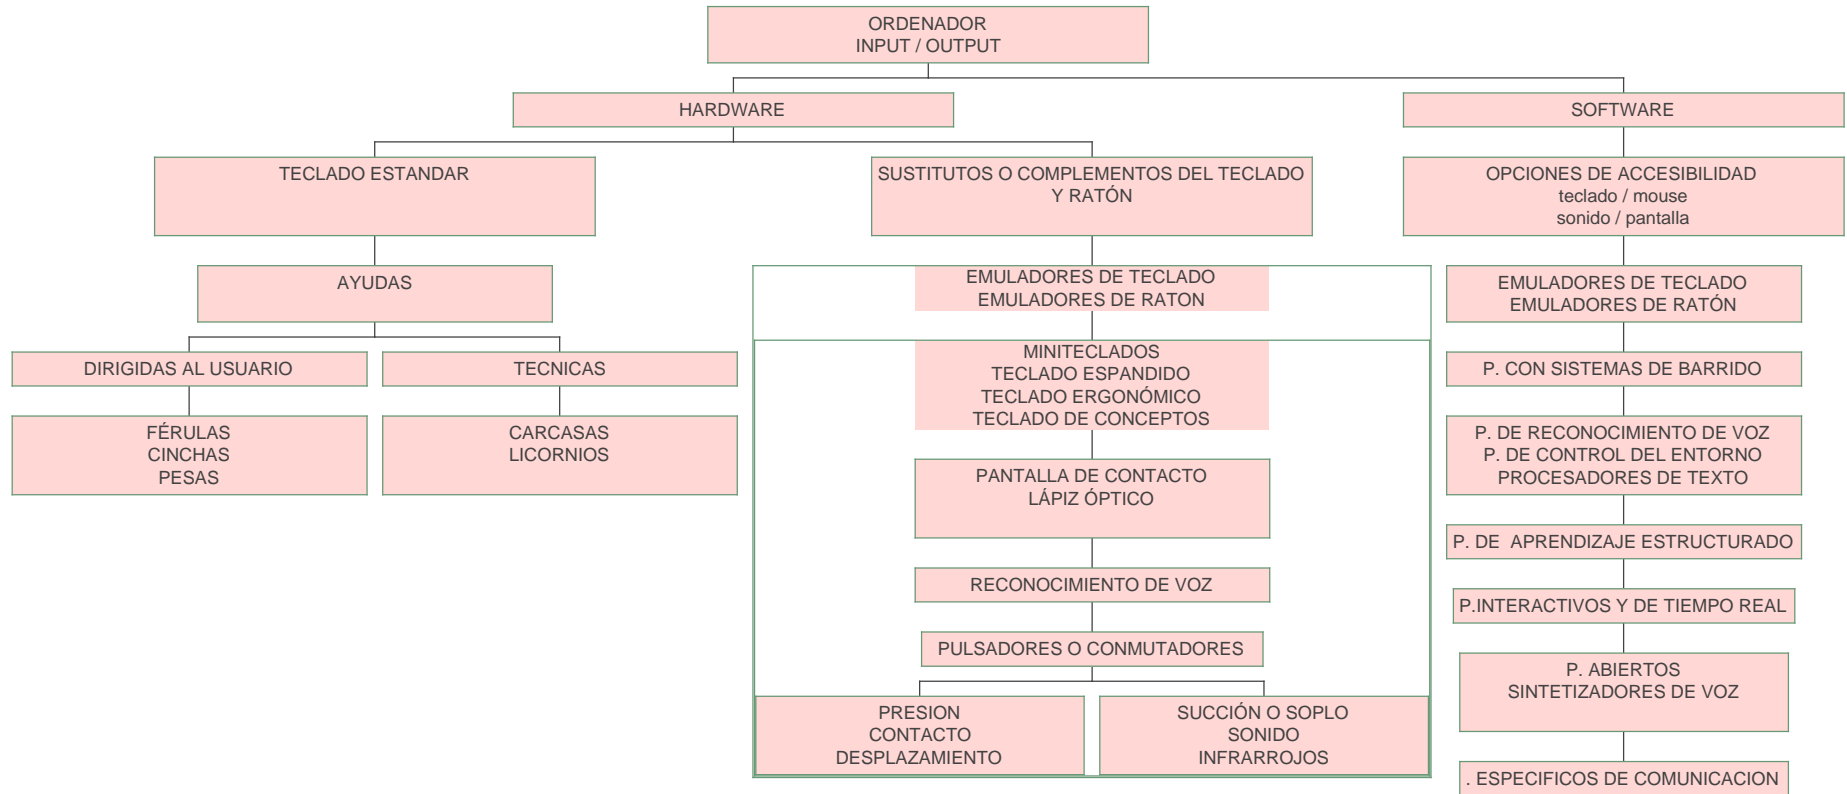 ORDENADOR
INPUT / OUTPUT
HARDWARE
SOFTWARE
TECLADO ESTANDAR
SUSTITUTOS O COMPLEMENTOS DEL TECLADO
Y RATÓN
OPCIONES DE ACCESIBILIDAD
teclado / mouse
sonido / pantalla
AYUDAS
EMULADORES DE TECLADO
EMULADORES DE RATON
EMULADORES DE TECLADO
EMULADORES DE RATÓN
DIRIGIDAS AL USUARIO
TECNICAS
MINITECLADOS
TECLADO ESPANDIDO
TECLADO ERGONÓMICO
TECLADO DE CONCEPTOS
P. CON SISTEMAS DE BARRIDO
FÉRULAS
CINCHAS
PESAS
CARCASAS
LICORNIOS
P. DE RECONOCIMIENTO DE VOZ
P. DE CONTROL DEL ENTORNO
PROCESADORES DE TEXTO
PANTALLA DE CONTACTO
LÁPIZ ÓPTICO
P. DE APRENDIZAJE ESTRUCTURADO
RECONOCIMIENTO DE VOZ
P.INTERACTIVOS Y DE TIEMPO REAL
PULSADORES O CONMUTADORES
P. ABIERTOS
SINTETIZADORES DE VOZ
PRESION
CONTACTO
DESPLAZAMIENTO
SUCCIÓN O SOPLO
SONIDO
INFRARROJOS
. ESPECIFICOS DE COMUNICACION